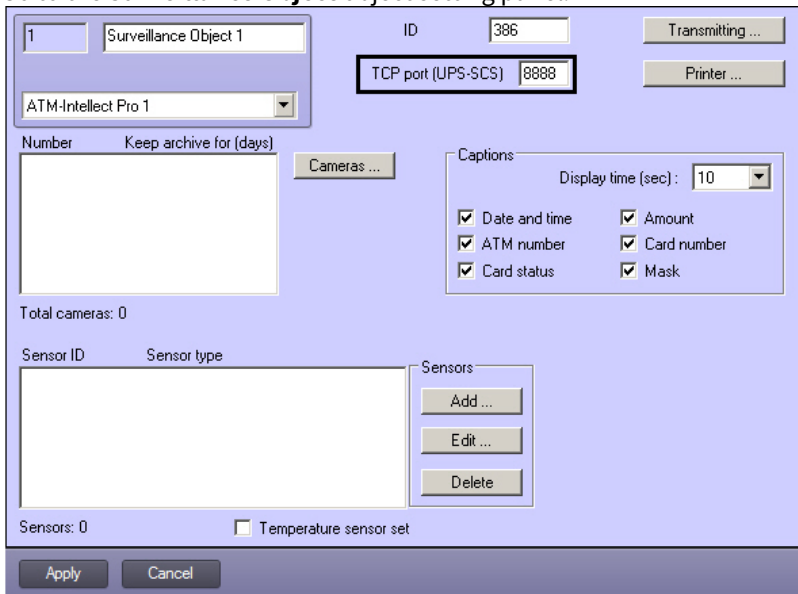 1 Surveillance Object 1 ID 386 Transmitting ...
TCP port (UPS-SCS) 8888 Printer ...
ATM-Intellect Pro 1
Number Keep archive for (days)
Cameras ...
Captions
Display time (sec) : 10
Date and time Amount
ATM number Card number
Card status Mask
Total cameras: 0
Sensor ID Sensor type
Sensors
Add ...
Edit ...
Delete
Sensors: 0 Temperature sensor set
Apply Cancel